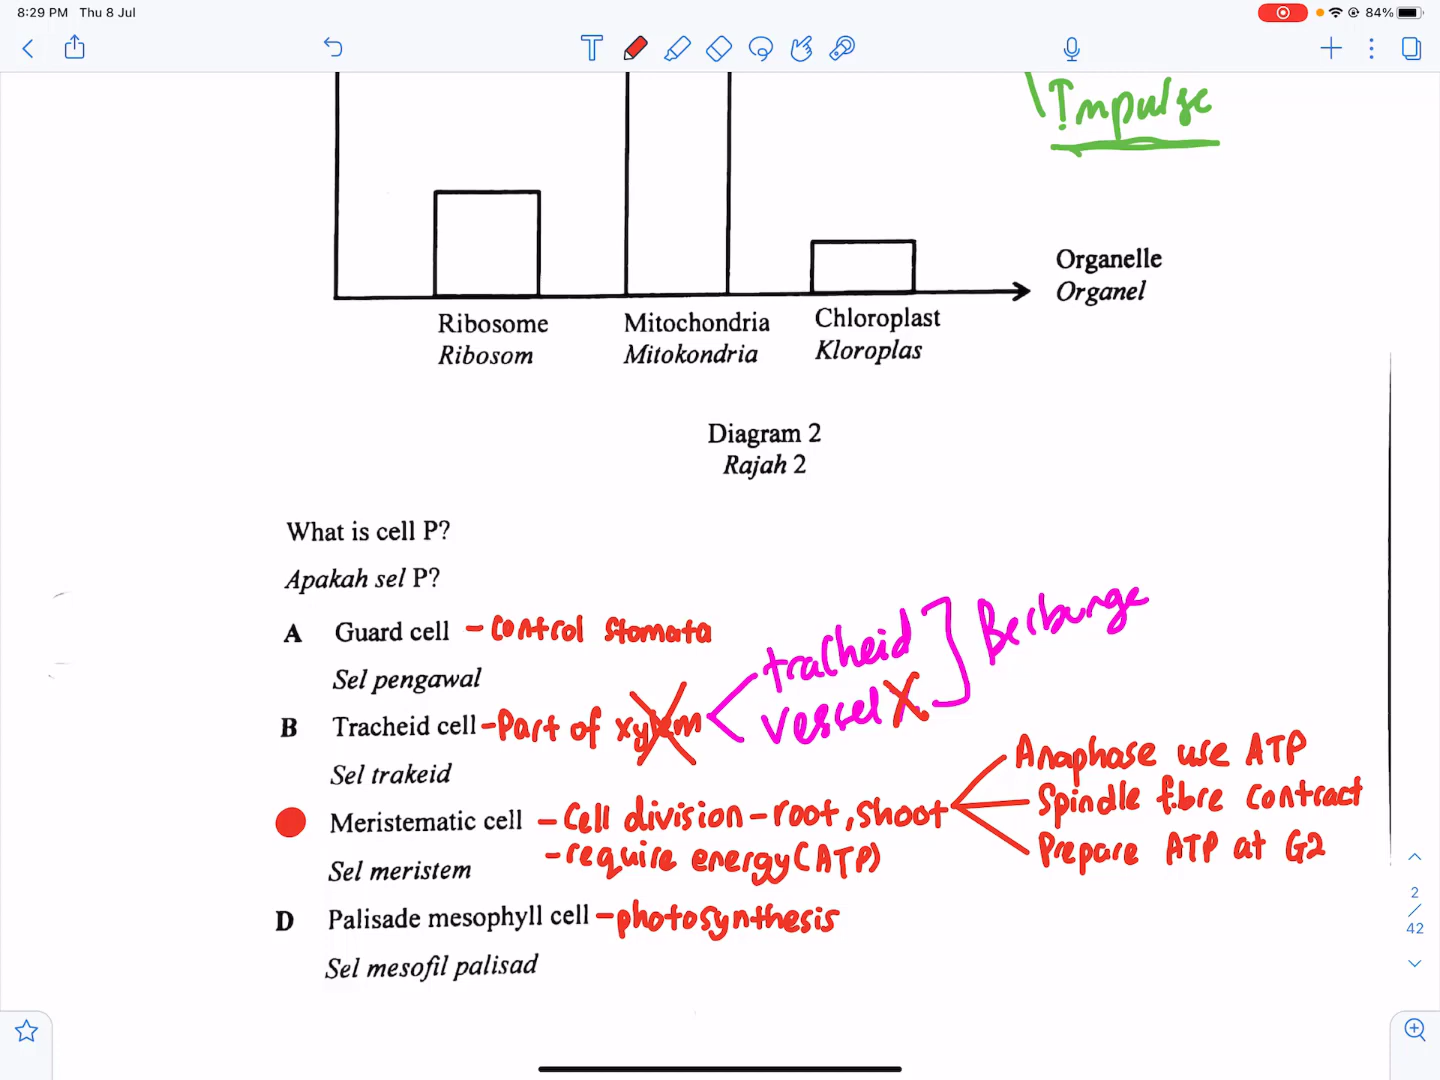 8:29 PM Thu 8 Jul
84%
T
Impulse
Organelle
Organel
Ribosome Mitochondria Chloroplast
Ribosom Mitokondria Kloroplas
Diagram 2
Rajah 2
What is cell P?
Apakah sel P?
A Guard cell - control stomata
Sel pengawal
tracheid
vessel X
Berbunge
B Tracheid cell - Part of xylem
Sel trakeid
Meristematic cell - Cell division - root, shoot
- require energy (ATP)
Sel meristem
Anaphase use ATP
Spindle fibre contract
Prepare ATP at G2
D Palisade mesophyll cell - photosynthesis
Sel mesofil palisad
2
/
42